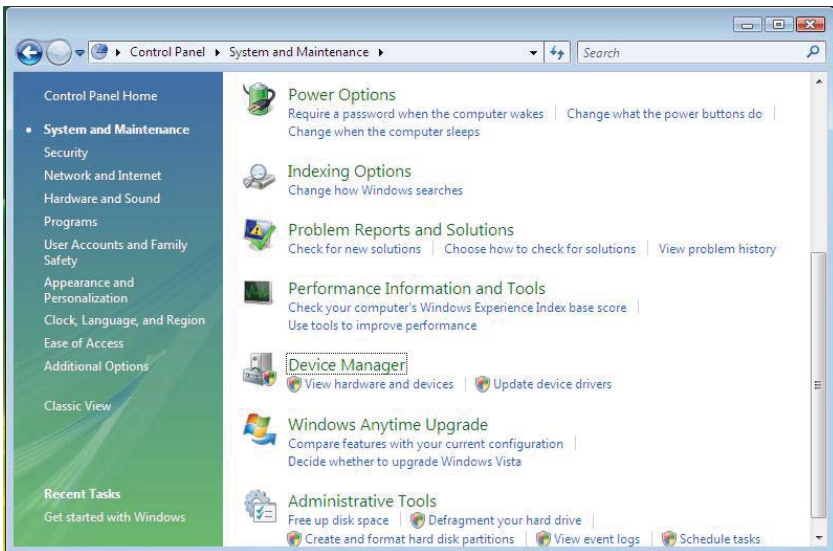 Control Panel System and Maintenance Search
Control Panel Home
System and Maintenance
Security
Network and Internet
Hardware and Sound
Programs
User Accounts and Family
Safety
Appearance and
Personalization
Clock, Language, and Region
Ease of Access
Additional Options
Classic View
Recent Tasks
Get started with Windows
Power Options
Require a password when the computer wakes Change what the power buttons do
Change when the computer sleeps
Indexing Options
Change how Windows searches
Problem Reports and Solutions
Check for new solutions Choose how to check for solutions View problem history
Performance Information and Tools
Check your computer's Windows Experience Index base score
Use tools to improve performance
Device Manager
View hardware and devices Update device drivers
Windows Anytime Upgrade
Compare features with your current configuration
Decide whether to upgrade Windows Vista
Administrative Tools
Free up disk space Defragment your hard drive
Create and format hard disk partitions View event logs Schedule tasks